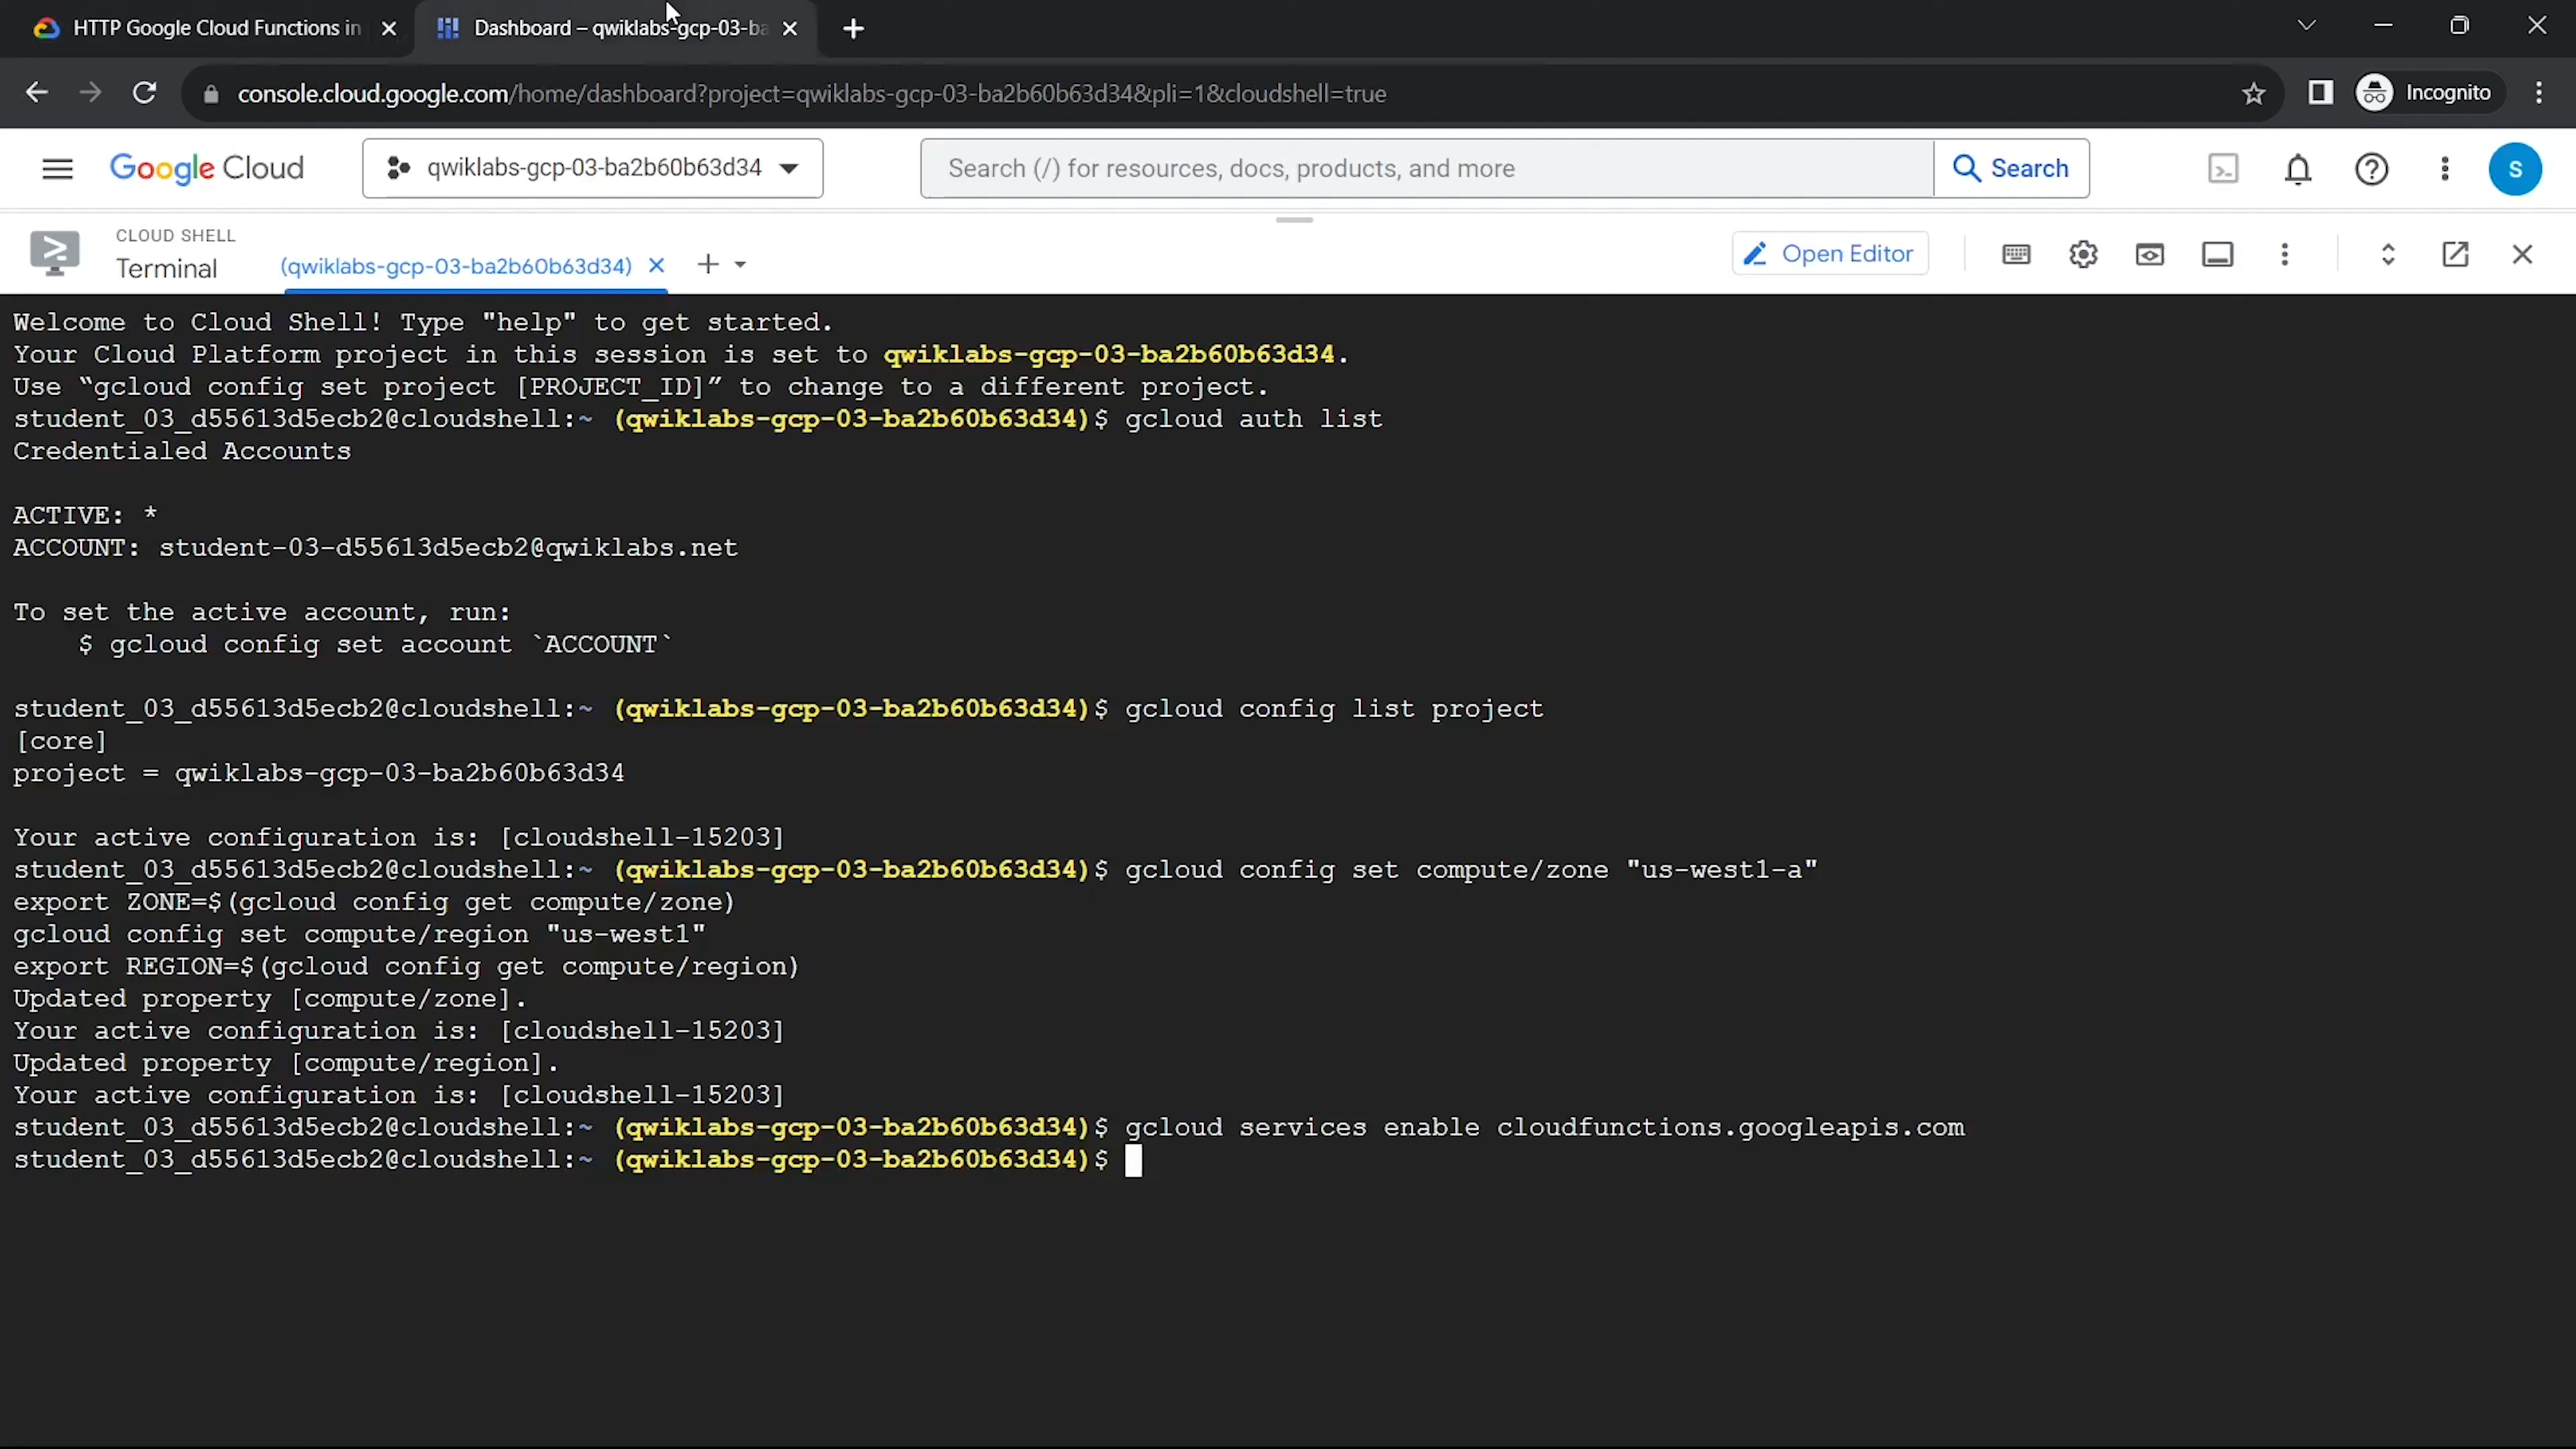 HTTP Google Cloud Functions in
Dashboard – qwiklabs-gcp-03-ba
console.cloud.google.com/home/dashboard?project=qwiklabs-gcp-03-ba2b60b63d34&pli=1&cloudshell=true
Incognito
Google Cloud
qwiklabs-gcp-03-ba2b60b63d34
Search (/) for resources, docs, products, and more
Search
S
CLOUD SHELL
Terminal
(qwiklabs-gcp-03-ba2b60b63d34)
Open Editor
Welcome to Cloud Shell! Type "help" to get started.
Your Cloud Platform project in this session is set to qwiklabs-gcp-03-ba2b60b63d34.
Use “gcloud config set project [PROJECT_ID]” to change to a different project.
student_03_d55613d5ecb2@cloudshell:~ (qwiklabs-gcp-03-ba2b60b63d34)$ gcloud auth list
Credentialed Accounts
ACTIVE: *
ACCOUNT: student-03-d55613d5ecb2@qwiklabs.net
To set the active account, run:
$ gcloud config set account `ACCOUNT`
student_03_d55613d5ecb2@cloudshell:~ (qwiklabs-gcp-03-ba2b60b63d34)$ gcloud config list project
[core]
project = qwiklabs-gcp-03-ba2b60b63d34
Your active configuration is: [cloudshell-15203]
student_03_d55613d5ecb2@cloudshell:~ (qwiklabs-gcp-03-ba2b60b63d34)$ gcloud config set compute/zone "us-west1-a"
export ZONE=$(gcloud config get compute/zone)
gcloud config set compute/region "us-west1"
export REGION=$(gcloud config get compute/region)
Updated property [compute/zone].
Your active configuration is: [cloudshell-15203]
Updated property [compute/region].
Your active configuration is: [cloudshell-15203]
student_03_d55613d5ecb2@cloudshell:~ (qwiklabs-gcp-03-ba2b60b63d34)$ gcloud services enable cloudfunctions.googleapis.com
student_03_d55613d5ecb2@cloudshell:~ (qwiklabs-gcp-03-ba2b60b63d34)$